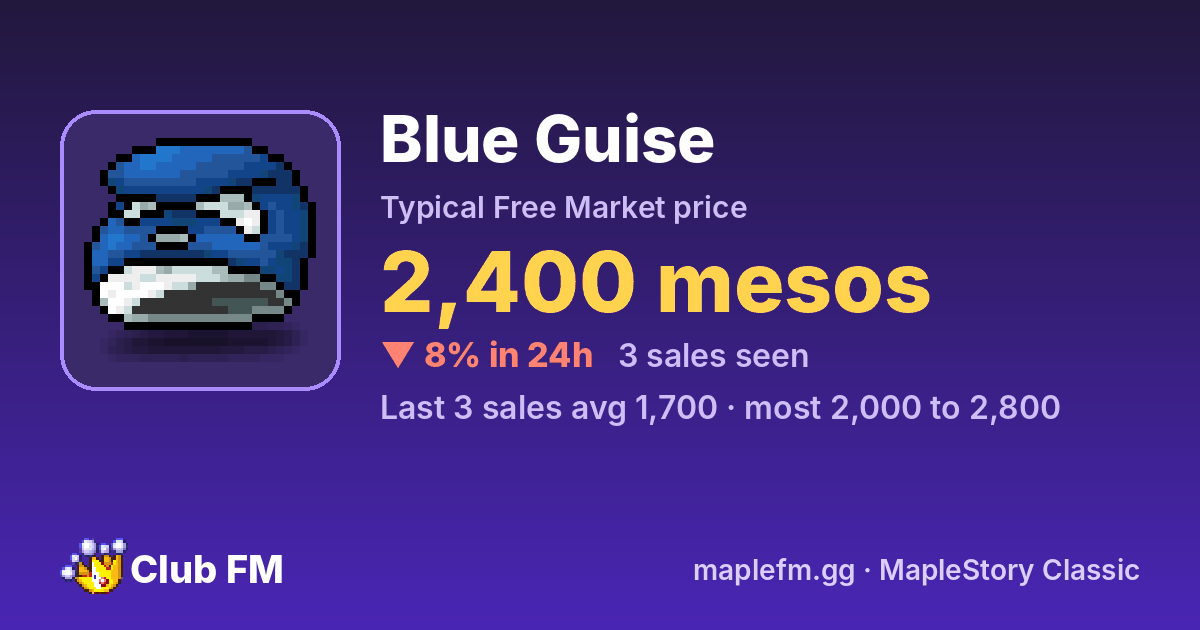 Blue Guise
Typical Free Market price
2,400 mesos
▼ 8% in 24h 3 sales seen
Last 3 sales avg 1,700 · most 2,000 to 2,800
Club FM
maplefm.gg · MapleStory Classic